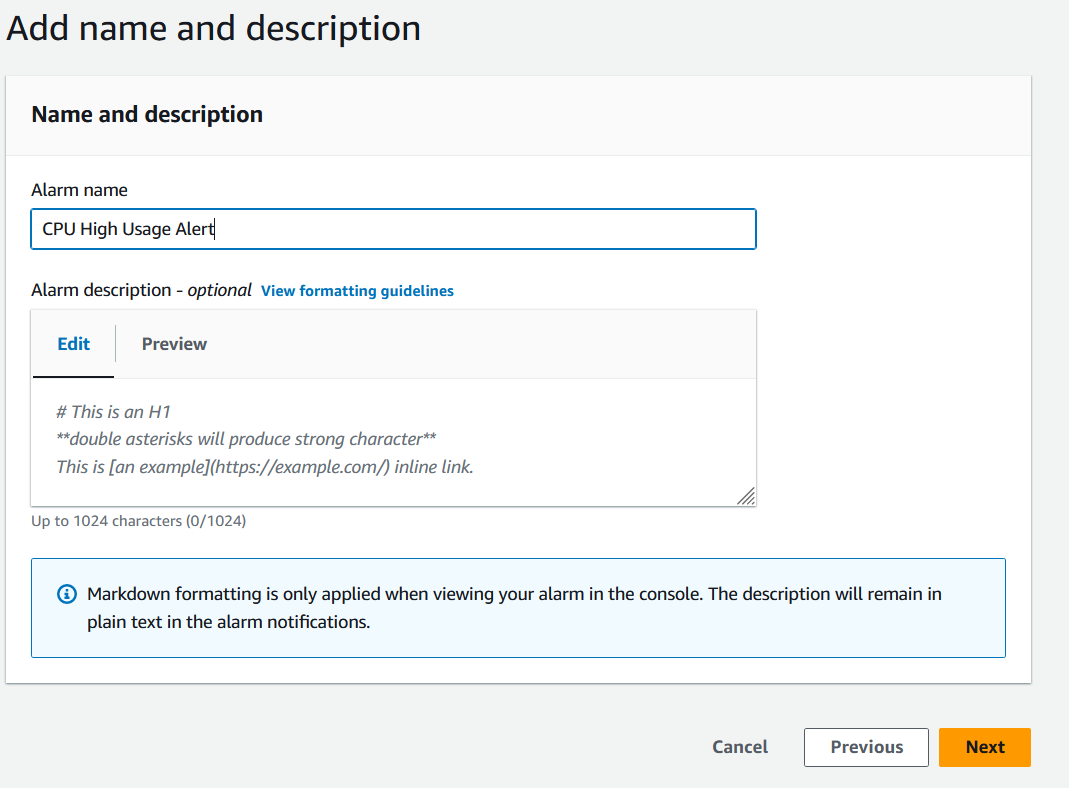 Add name and description
Name and description
Alarm name
CPU High Usage Alert
Alarm description - optional View formatting guidelines
Edit Preview
# This is an H1
**double asterisks will produce strong character**
This is [an example](https://example.com/) inline link.
Up to 1024 characters (0/1024)
Markdown formatting is only applied when viewing your alarm in the console. The description will remain in
plain text in the alarm notifications.
Cancel Previous Next